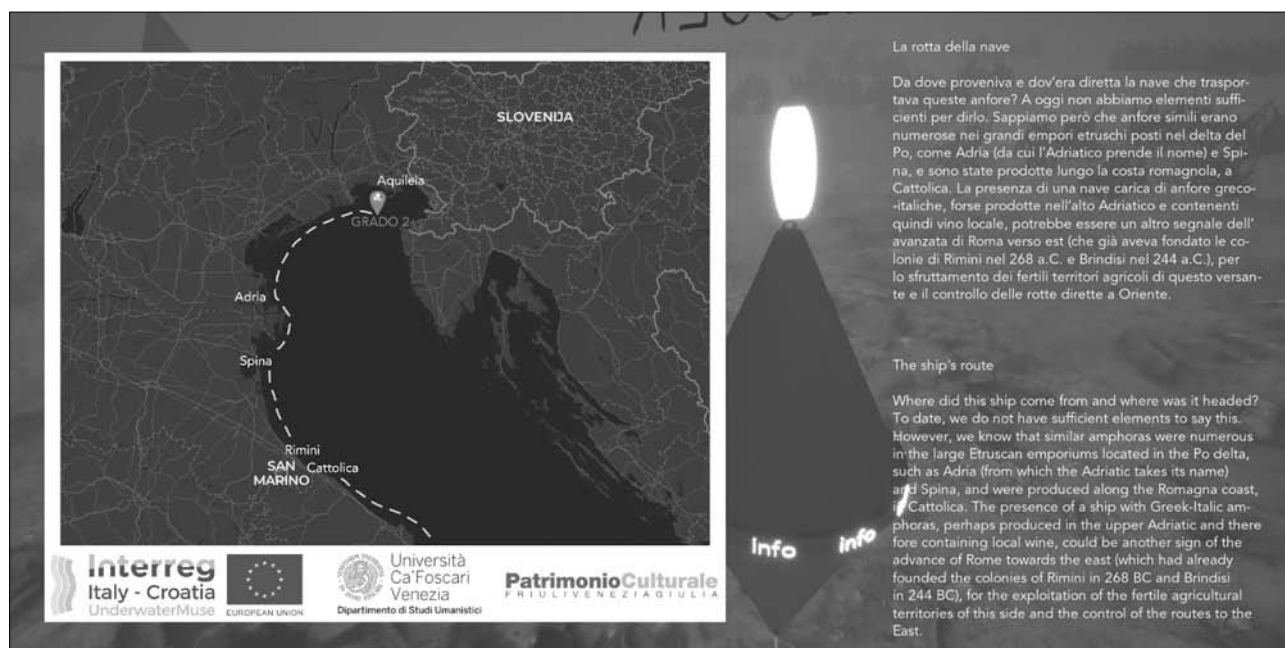 SLOVENIJA
Aquileia
GRADO 2
Adria
Spina
Rimini
SAN
MARINO
Cattolica
Interreg
Italy - Croatia
UnderwaterMuse
EUROPEAN UNION
Università
Ca'Foscari
Venezia
Dipartimento di Studi Umanistici
PatrimonioCulturale
FRIULIVENEZIAGIULIA
Info
info
La rotta della nave
Da dove proveniva e dov'era diretta la nave che traspor-
tava queste anfore? A oggi non abbiamo elementi suffi-
cienti per dirlo. Sappiamo però che anfore simili erano
numerose nei grandi empori etruschi posti nel delta del
Po, come Adria (da cui l'Adriatico prende il nome) e Spi-
na, e sono state prodotte lungo la costa romagnola, a
Cattolica. La presenza di una nave carica di anfore greco-
-italiche, forse prodotte nell'alto Adriatico e contenenti
quindi vino locale, potrebbe essere un altro segnale dell'
avanzata di Roma verso est (che già aveva fondato le co-
lonie di Rimini nel 268 a.C. e Brindisi nel 244 a.C.), per
lo sfruttamento dei fertili territori agricoli di questo versan-
te e il controllo delle rotte dirette a Oriente.
The ship's route
Where did this ship come from and where was it headed?
To date, we do not have sufficient elements to say this.
However, we know that similar amphoras were numerous
in the large Etruscan emporiums located in the Po delta,
such as Adria (from which the Adriatic takes its name)
and Spina, and were produced along the Romagna coast,
in Cattolica. The presence of a ship with Greek-Italic am-
phoras, perhaps produced in the upper Adriatic and there
fore containing local wine, could be another sign of the
advance of Rome towards the east (which had already
founded the colonies of Rimini in 268 BC and Brindisi
in 244 BC), for the exploitation of the fertile agricultural
territories of this side and the control of the routes to the
East.